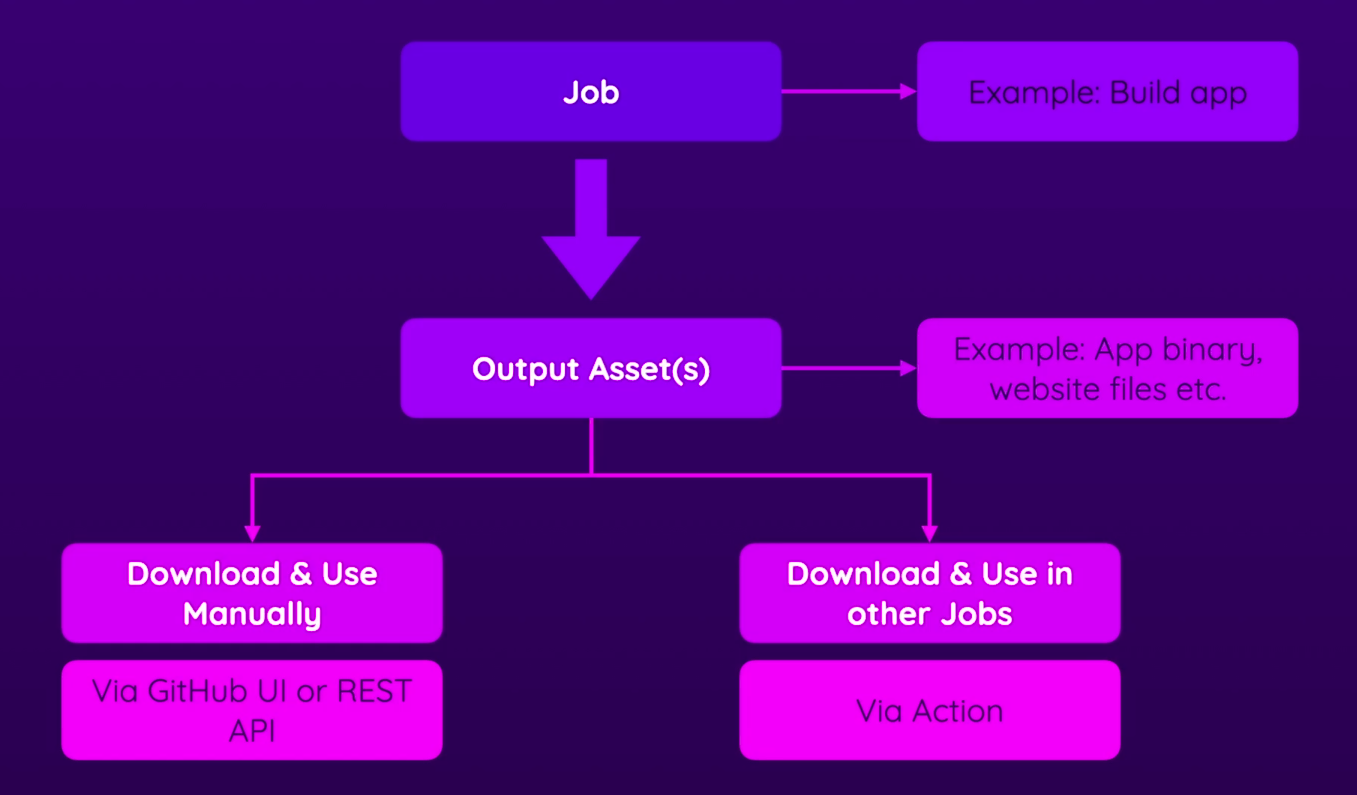 Job
Example: Build app
Output Asset(s)
Example: App binary,
website files etc.
Download & Use
Manually
Via GitHub UI or REST
API
Download & Use in
other Jobs
Via Action